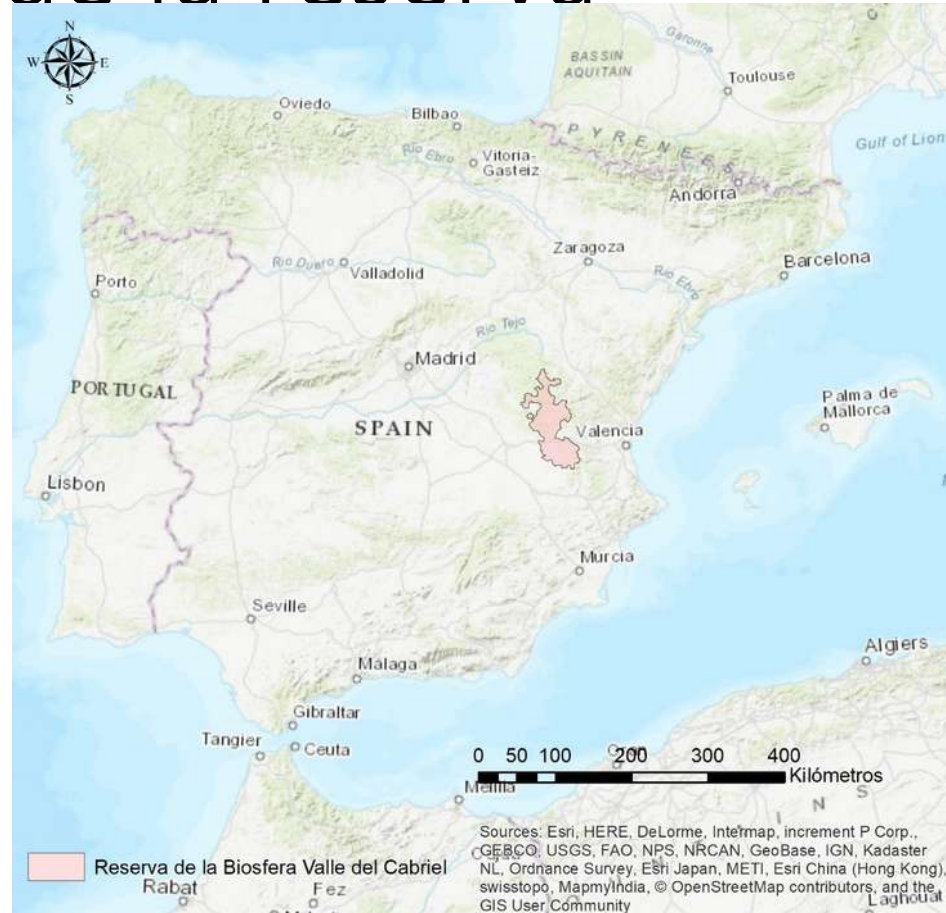 de la reserva
N
W E
S
BASSIN
AQUITAIN
Garonne
Toulouse
Oviedo
Bilbao
Rio Ebro
Vitoria-
Gasteiz
PYRENEES
Gulf of Lion
Andorra
Zaragoza
Barcelona
Rio Duero
Valladolid
Rio Ebro
Porto
Rio Tejo
Madrid
PORTUGAL
Palma de
Mallorca
SPAIN
Valencia
Lisbon
Murcia
Seville
Algiers
Málaga
Gibraltar
Tangier
Ceuta
0 50 100 200 300 400
Kilómetros
Melilla
N S
Sources: Esri, HERE, DeLorme, Intermap, increment P Corp.,
GEBCO, USGS, FAO, NPS, NRCAN, GeoBase, IGN, Kadaster
NL, Ordnance Survey, Esri Japan, METI, Esri China (Hong Kong),
swisstopo, MapmyIndia, © OpenStreetMap contributors, and the
GIS User Community
Reserva de la Biosfera Valle del Cabriel
Rabat
Fez
Laghouat